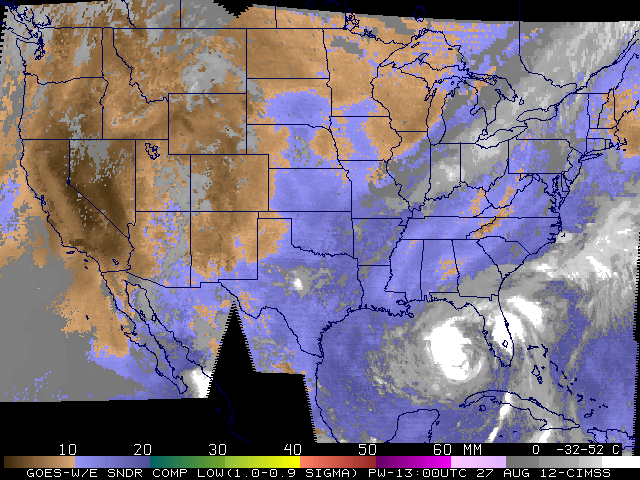 10 20 30 40 50 60 MM 0 -32-52 C
GOES-W/E SNDR COMP LOW(1.0-0.9 SIGMA) PW-13:00UTC 27 AUG 12-CIMSS